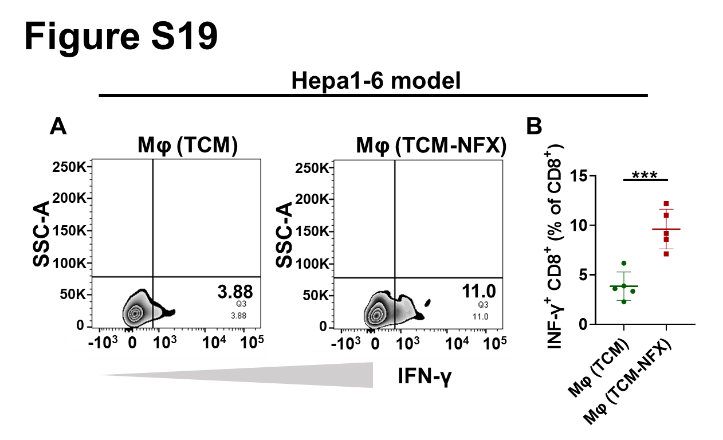 Figure S19
Hepa1-6 model
A
B
Mφ (TCM)
Mφ (TCM-NFX)
SSC-A
250K
200K
150K
100K
50K
0
3.88
Q3
3.88
-10³ 0 10³ 10⁴ 10⁵
SSC-A
250K
200K
150K
100K
50K
0
11.0
Q3
11.0
-10³ 0 10³ 10⁴ 10⁵
IFN-γ
INF-γ⁺ CD8⁺ (% of CD8⁺)
15
10
5
0
***
Mφ (TCM)
Mφ (TCM-NFX)